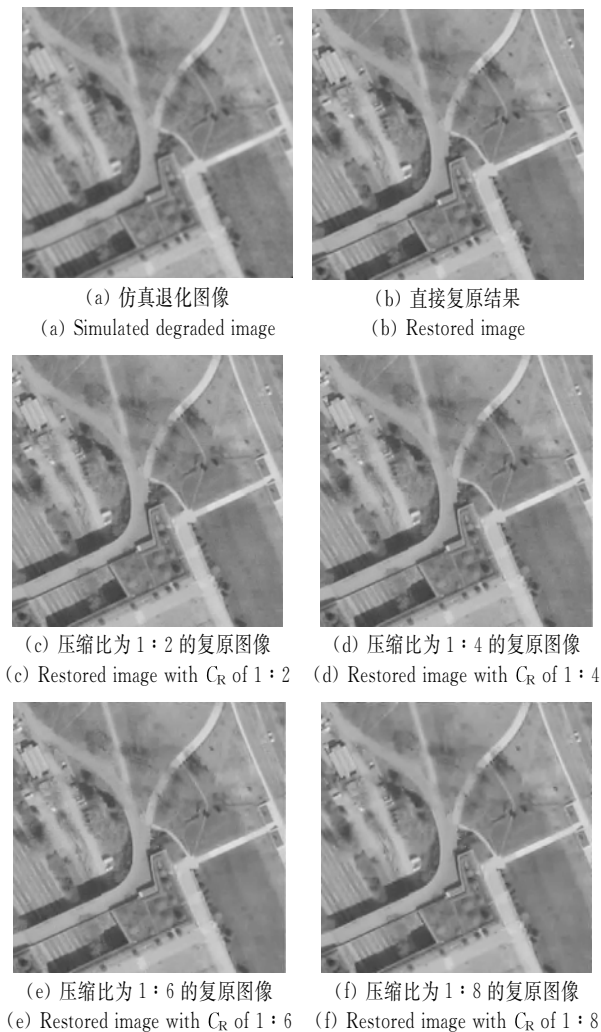 (a) 仿真退化图像
(a) Simulated degraded image
(b) 直接复原结果
(b) Restored image
(c) 压缩比为 1∶2 的复原图像
(c) Restored image with CR of 1∶2
(d) 压缩比为 1∶4 的复原图像
(d) Restored image with CR of 1∶4
(e) 压缩比为 1∶6 的复原图像
(e) Restored image with CR of 1∶6
(f) 压缩比为 1∶8 的复原图像
(f) Restored image with CR of 1∶8